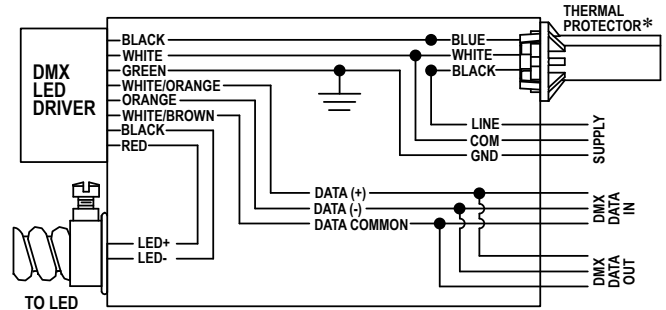 THERMAL
PROTECTOR*
DMX
LED
DRIVER
BLACK
WHITE
GREEN
WHITE/ORANGE
ORANGE
WHITE/BROWN
BLACK
RED
BLUE
WHITE
BLACK
LINE
COM
GND
SUPPLY
DATA (+)
DATA (-)
DATA COMMON
DMX
DATA
IN
DMX
DATA
OUT
LED+
LED-
TO LED